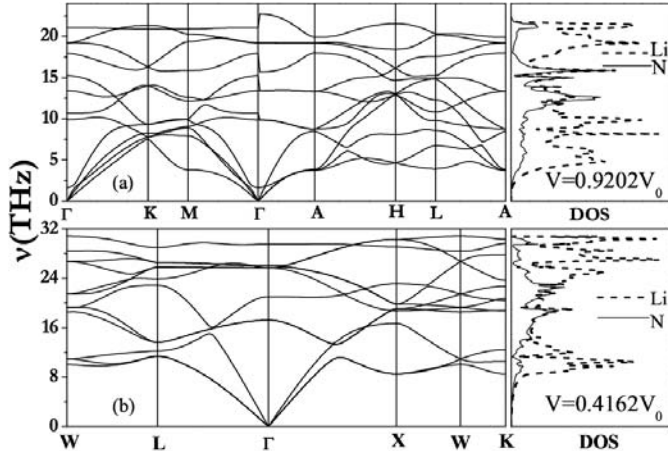 ν(THz)
20
15
10
5
0
(a)
Γ K M Γ A H L A
Li
N
V=0.9202V₀
DOS
32
24
16
8
0
(b)
W L Γ X W K
Li
N
V=0.4162V₀
DOS